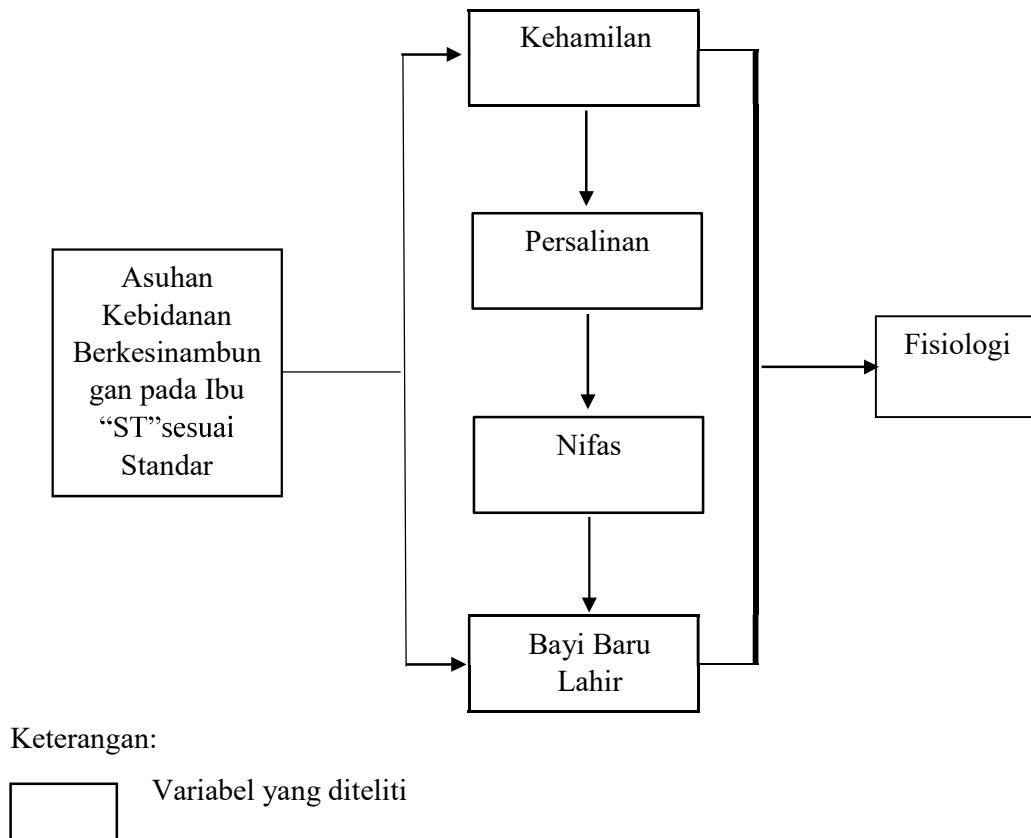 Kehamilan
Persalinan
Asuhan
Kebidanan
Berkesinambun
gan pada Ibu
“ST”sesuai
Standar
Fisiologi
Nifas
Bayi Baru
Lahir
Keterangan:
Variabel yang diteliti